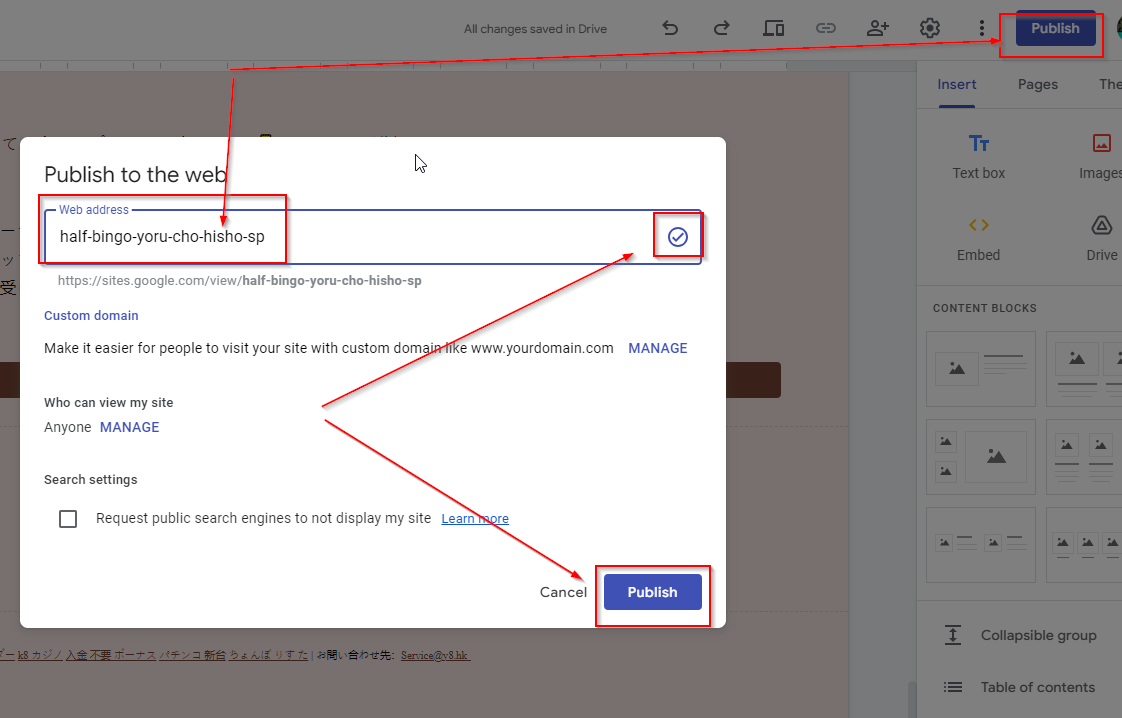 All changes saved in Drive
Publish
Insert
Pages
The
Text box
Images
Embed
Drive
CONTENT BLOCKS
Collapsible group
Table of contents
て
Publish to the web
Web address
half-bingo-yoru-cho-hisho-sp
https://sites.google.com/view/half-bingo-yoru-cho-hisho-sp
受
Custom domain
Make it easier for people to visit your site with custom domain like www.yourdomain.com MANAGE
Who can view my site
Anyone MANAGE
Search settings
Request public search engines to not display my site Learn more
Cancel
Publish
ダー k8 カジノ 入金 不要 ボーナス パチンコ 新台 ちょんぼ りす た | お問い合わせ先: Service@y8.hk